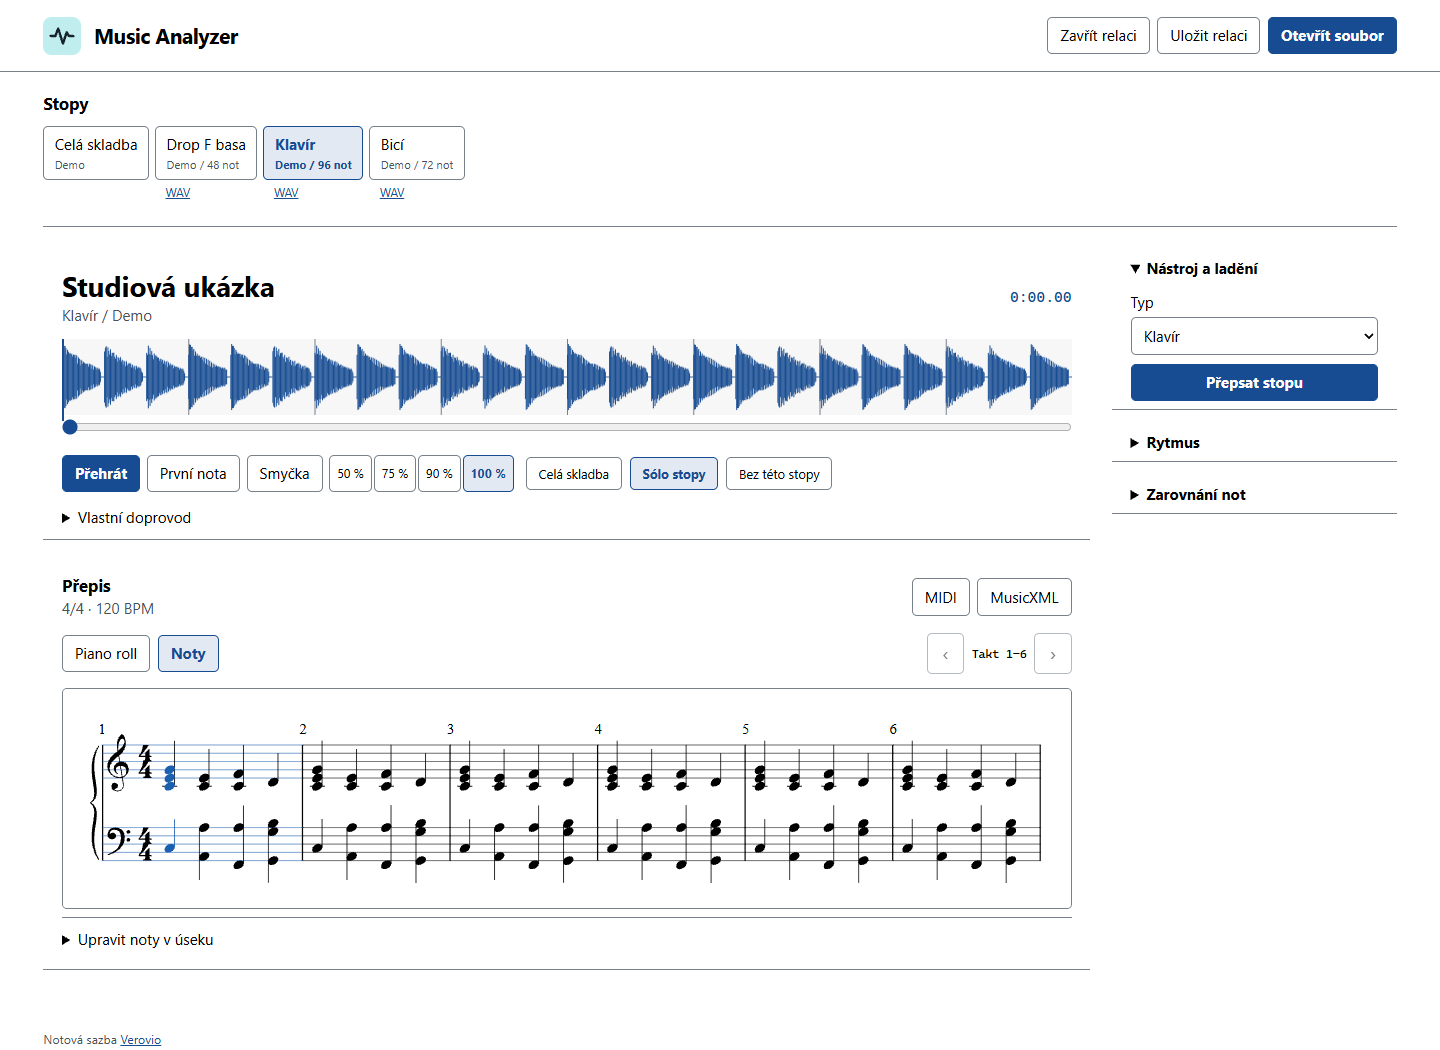 Music Analyzer
Zavřít relaci
Uložit relaci
Otevřít soubor
Stopy
Celá skladba
Demo
Drop F basa
Demo / 48 not
WAV
Klavír
Demo / 96 not
WAV
Bicí
Demo / 72 not
WAV
Studiová ukázka
Klavír / Demo
0:00.00
Přehrát
První nota
Smyčka
50 %
75 %
90 %
100 %
Celá skladba
Sólo stopy
Bez této stopy
Vlastní doprovod
Nástroj a ladění
Typ
Klavír
Přepsat stopu
Rytmus
Zarovnání not
Přepis
4/4 · 120 BPM
MIDI
MusicXML
Piano roll
Noty
‹
Takt 1–6
›
1 2 3 4 5 6
4
4
4
4
Upravit noty v úseku
Notová sazba Verovio